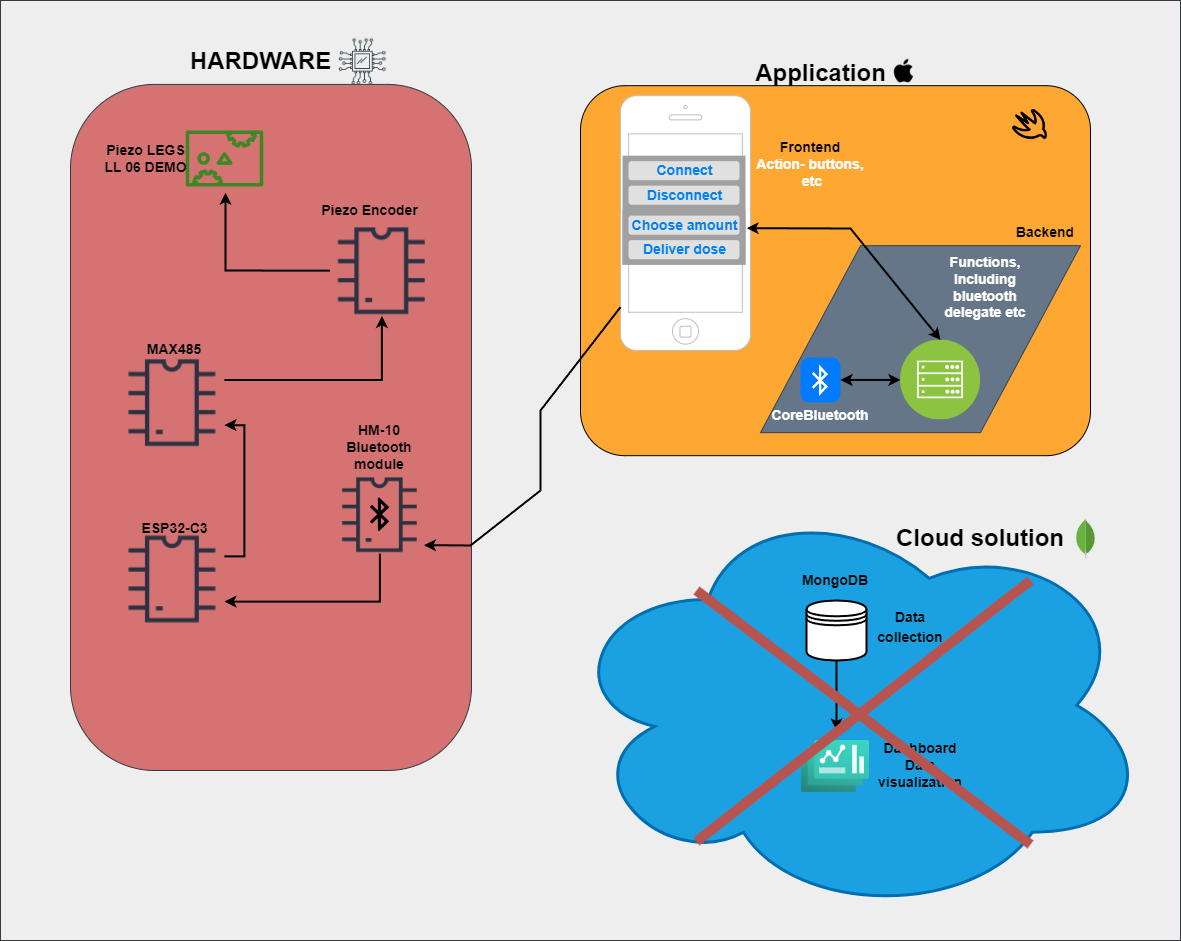 HARDWARE
Piezo LEGS
LL 06 DEMO
Piezo Encoder
MAX485
HM-10
Bluetooth
module
ESP32-C3
Application
Connect
Disconnect
Choose amount
Deliver dose
Frontend
Action- buttons,
etc
Backend
Functions,
Including
bluetooth
delegate etc
CoreBluetooth
Cloud solution
MongoDB
Data
collection
Dashboard
Data
visualization